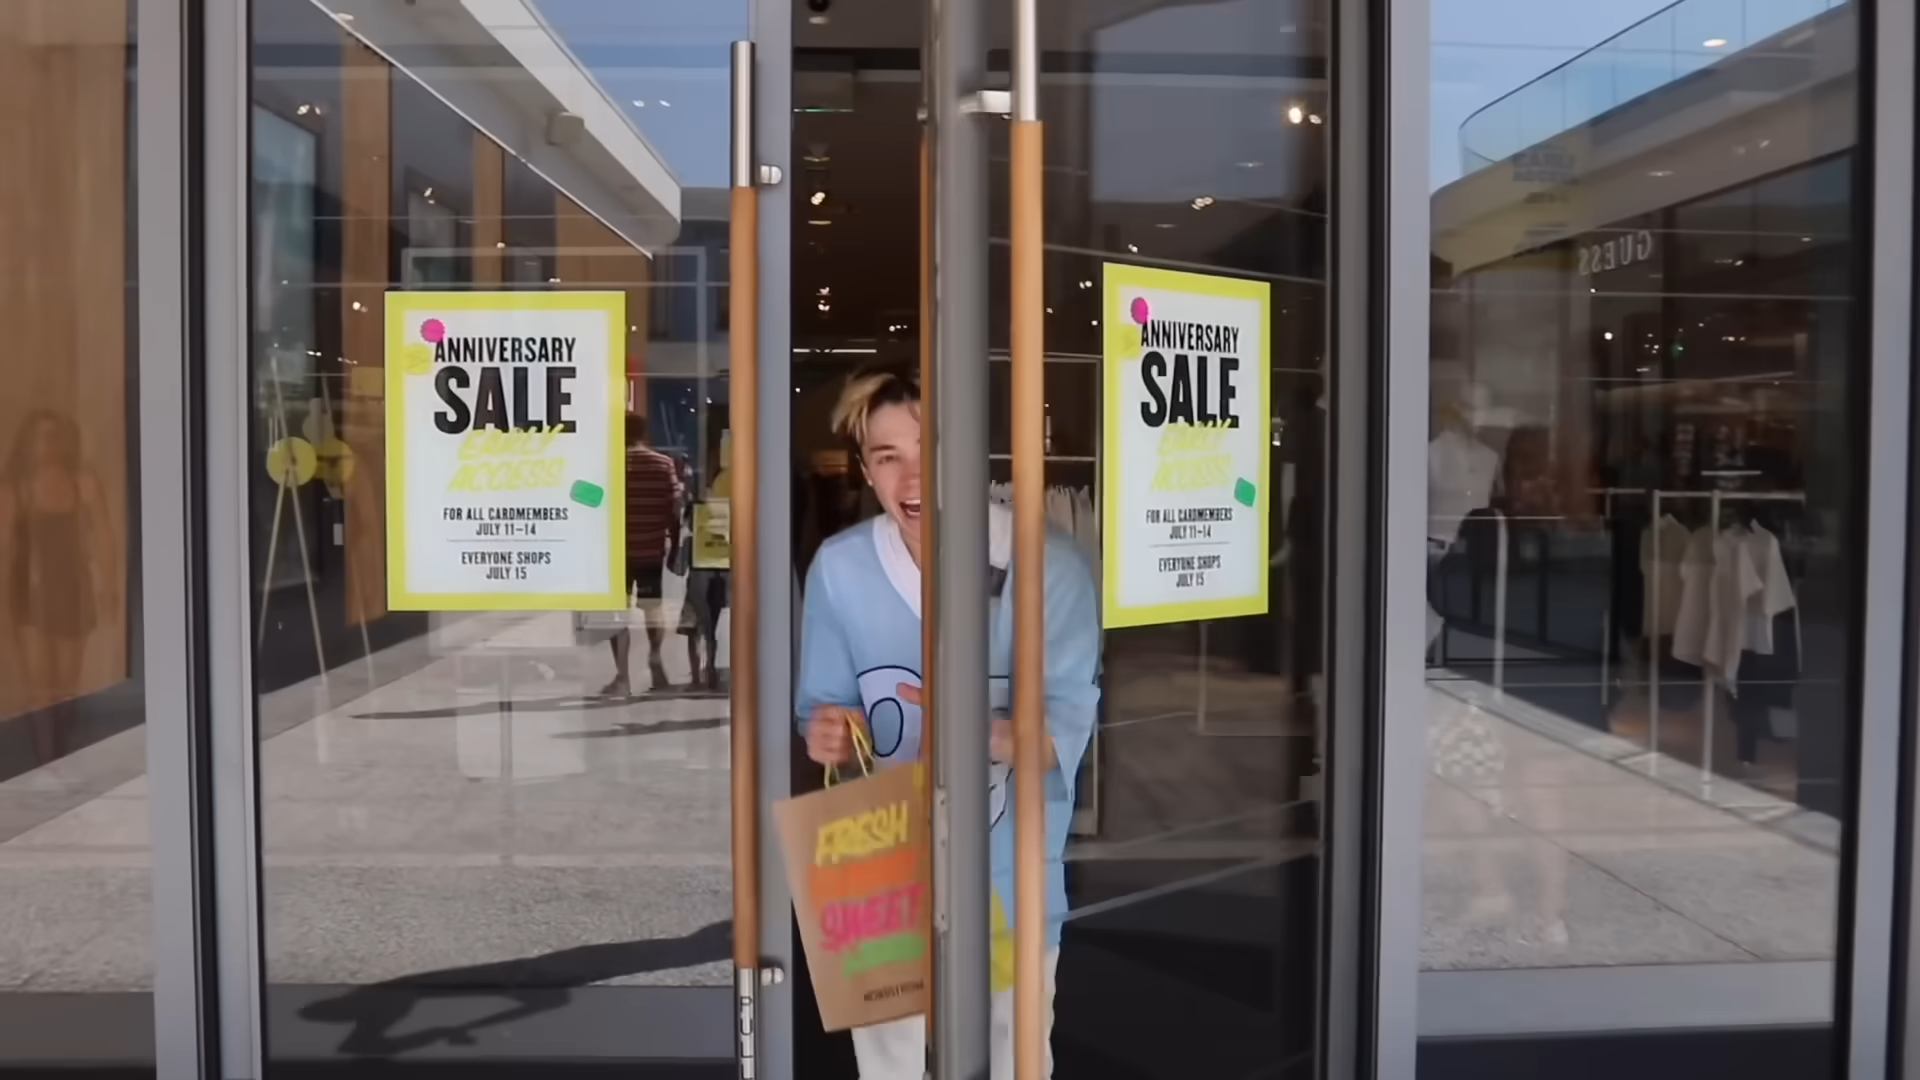 ANNIVERSARY
SALE
EARLY
ACCESS
FOR ALL CARDMEMBERS
JULY 11–14
EVERYONE SHOPS
JULY 15
ANNIVERSARY
SALE
EARLY
ACCESS
FOR ALL CARDMEMBERS
JULY 11–14
EVERYONE SHOPS
JULY 15
GUESS
FRESH
SWEET
PULL